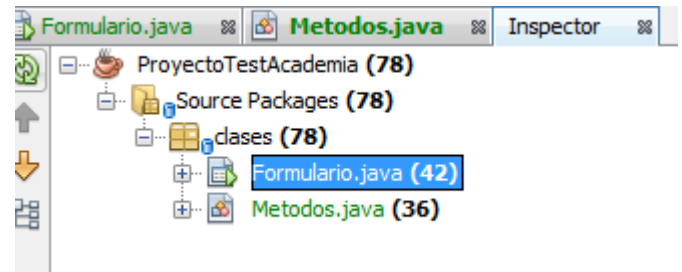 Formulario.java Metodos.java Inspector
ProyectoTestAcademia (78)
Source Packages (78)
clases (78)
Formulario.java (42)
Metodos.java (36)